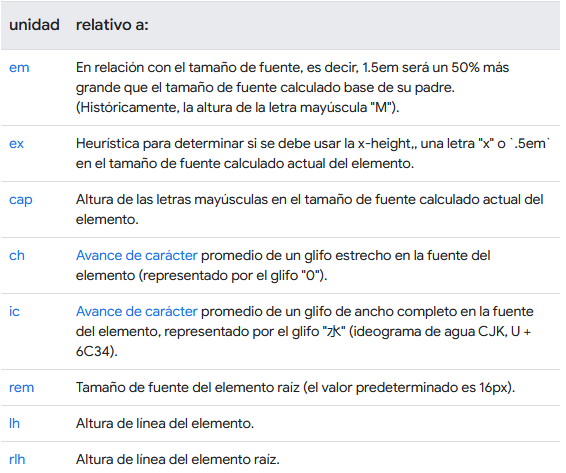 unidad relativo a:
em En relación con el tamaño de fuente, es decir, 1.5em será un 50% más
grande que el tamaño de fuente calculado base de su padre.
(Históricamente, la altura de la letra mayúscula "M").
ex Heurística para determinar si se debe usar la x-height,, una letra "x" o `.5em`
en el tamaño de fuente calculado actual del elemento.
cap Altura de las letras mayúsculas en el tamaño de fuente calculado actual del
elemento.
ch Avance de carácter promedio de un glifo estrecho en la fuente del
elemento (representado por el glifo "0").
ic Avance de carácter promedio de un glifo de ancho completo en la fuente
del elemento, representado por el glifo "水" (ideograma de agua CJK, U +
6C34).
rem Tamaño de fuente del elemento raíz (el valor predeterminado es 16px).
lh Altura de línea del elemento.
rlh Altura de línea del elemento raíz.